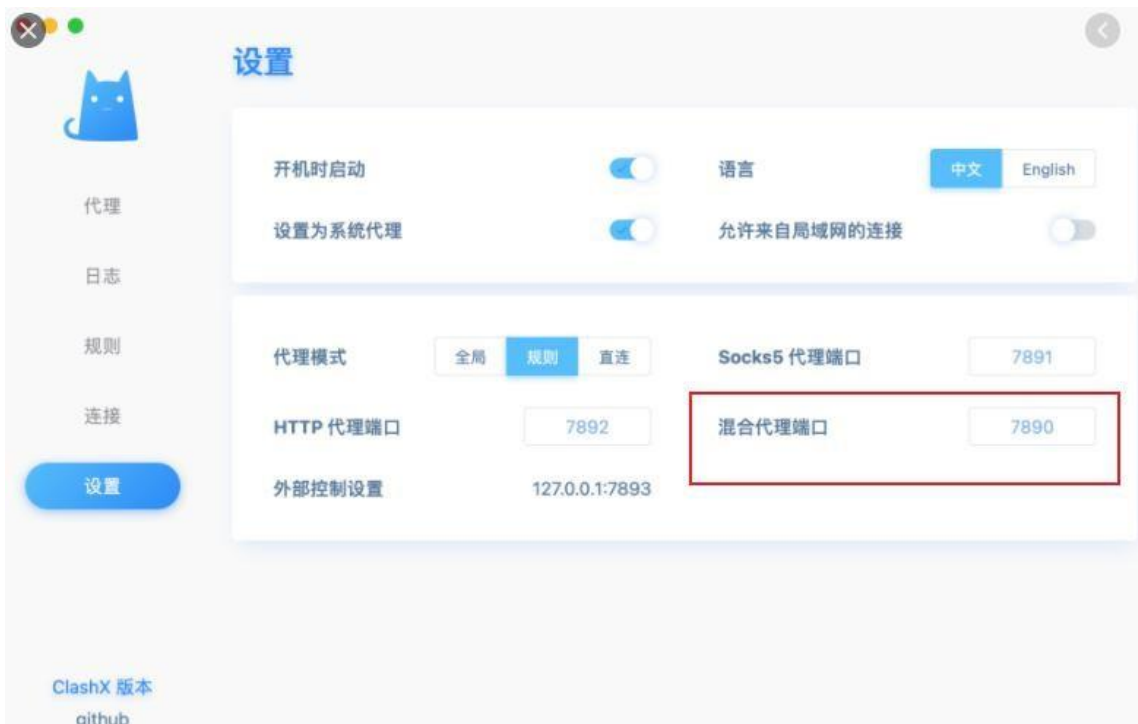 设置
开机时启动
语言
中文
English
设置为系统代理
允许来自局域网的连接
代理
日志
规则
连接
设置
代理模式
全局
规则
直连
Socks5 代理端口
7891
HTTP 代理端口
7892
混合代理端口
7890
外部控制设置
127.0.0.1:7893
ClashX 版本
github